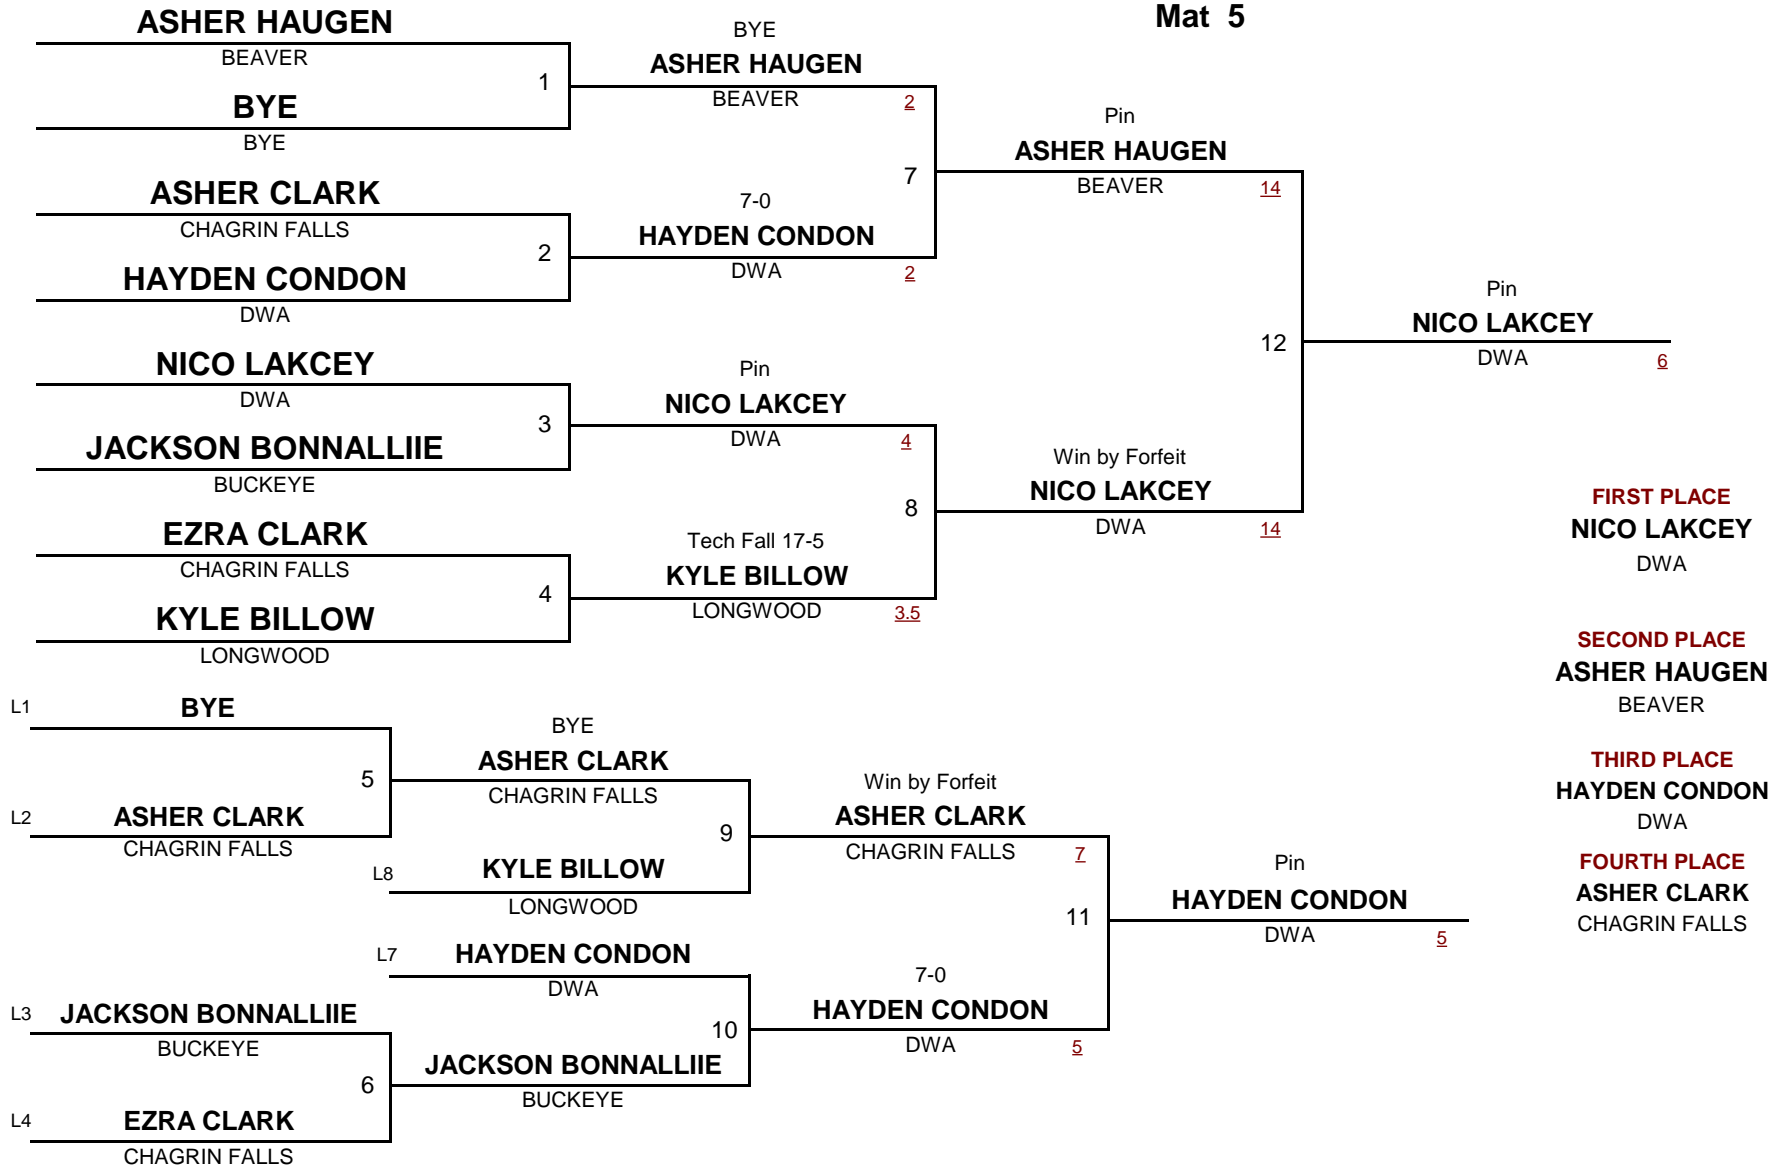 Mat 5
ASHER HAUGEN
BEAVER
1
BYE
BYE
ASHER CLARK
CHAGRIN FALLS
2
HAYDEN CONDON
DWA
NICO LAKCEY
DWA
3
JACKSON BONNALLIIE
BUCKEYE
EZRA CLARK
CHAGRIN FALLS
4
KYLE BILLOW
LONGWOOD
BYE
ASHER HAUGEN
BEAVER
2
7
7-0
HAYDEN CONDON
DWA
2
Pin
NICO LAKCEY
DWA
4
8
Tech Fall 17-5
KYLE BILLOW
LONGWOOD
3.5
Pin
ASHER HAUGEN
BEAVER
14
12
Win by Forfeit
NICO LAKCEY
DWA
14
Pin
NICO LAKCEY
DWA
6
FIRST PLACE
NICO LAKCEY
DWA
SECOND PLACE
ASHER HAUGEN
BEAVER
THIRD PLACE
HAYDEN CONDON
DWA
FOURTH PLACE
ASHER CLARK
CHAGRIN FALLS
L1
BYE
5
L2
ASHER CLARK
CHAGRIN FALLS
L3
JACKSON BONNALLIIE
BUCKEYE
6
L4
EZRA CLARK
CHAGRIN FALLS
BYE
ASHER CLARK
CHAGRIN FALLS
9
L8
KYLE BILLOW
LONGWOOD
L7
HAYDEN CONDON
DWA
10
JACKSON BONNALLIIE
BUCKEYE
Win by Forfeit
ASHER CLARK
CHAGRIN FALLS
7
11
7-0
HAYDEN CONDON
DWA
5
Pin
HAYDEN CONDON
DWA
5